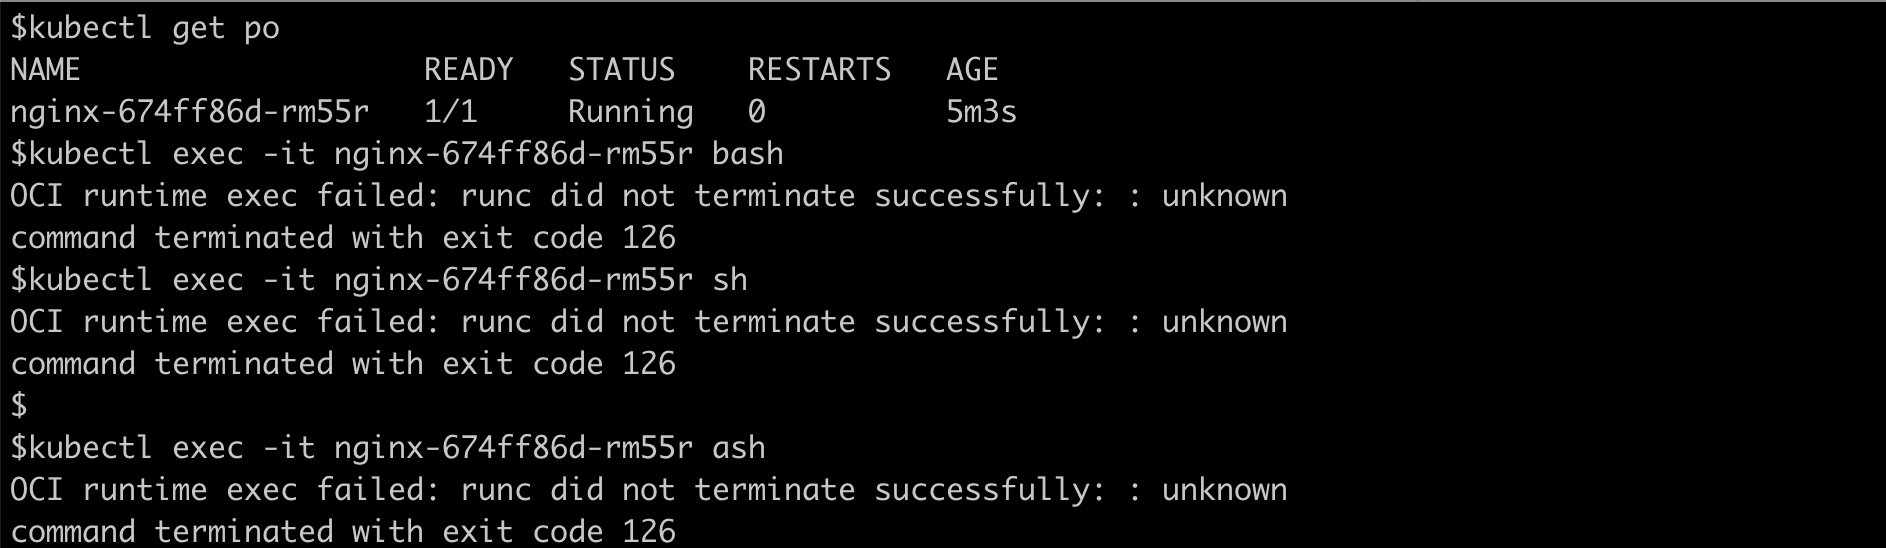 $kubectl get po
NAME                   READY   STATUS    RESTARTS   AGE
nginx-674ff86d-rm55r   1/1     Running   0          5m3s
$kubectl exec -it nginx-674ff86d-rm55r bash
OCI runtime exec failed: runc did not terminate successfully: : unknown
command terminated with exit code 126
$kubectl exec -it nginx-674ff86d-rm55r sh
OCI runtime exec failed: runc did not terminate successfully: : unknown
command terminated with exit code 126
$
$kubectl exec -it nginx-674ff86d-rm55r ash
OCI runtime exec failed: runc did not terminate successfully: : unknown
command terminated with exit code 126